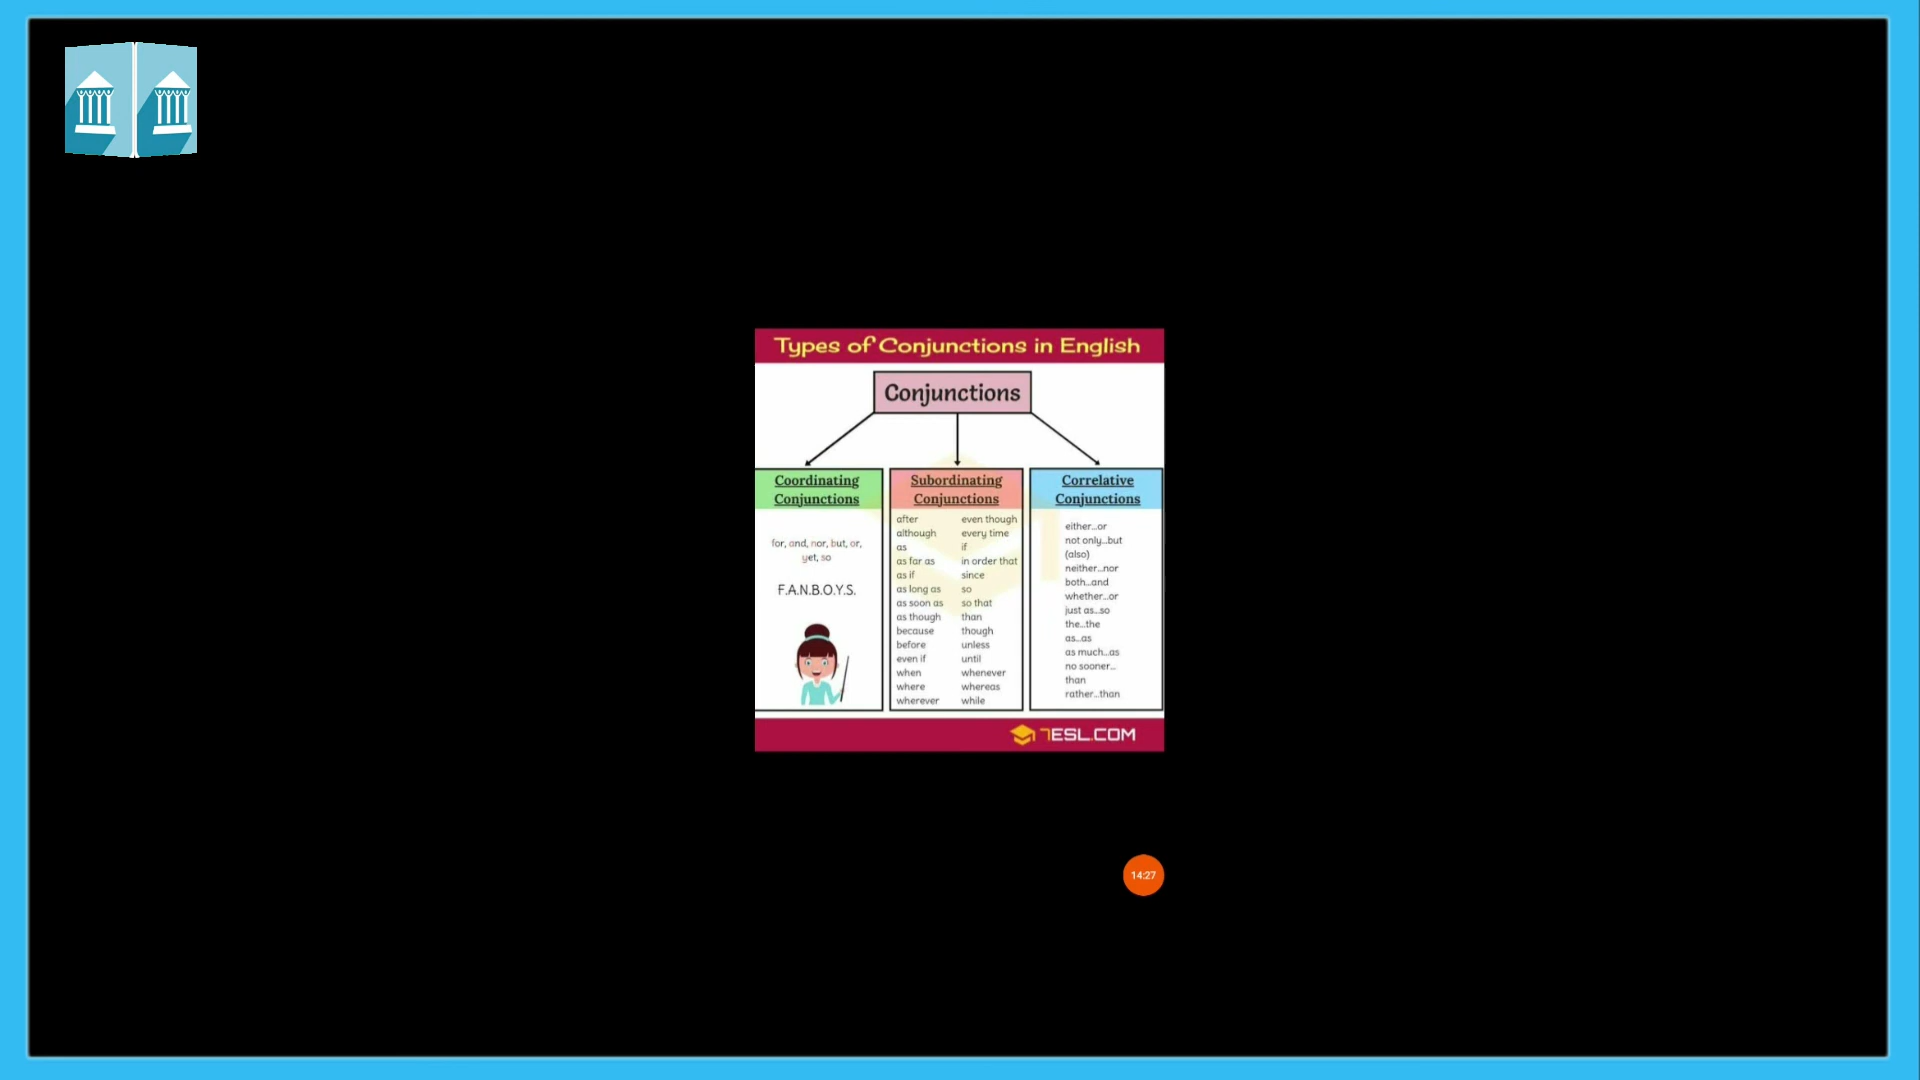 Types of Conjunctions in English
Conjunctions
Coordinating
Conjunctions
for, and, nor, but, or,
yet, so
F.A.N.B.O.Y.S.
Subordinating
Conjunctions
after
although
as
as far as
as if
as long as
as soon as
as though
because
before
even if
when
where
wherever
even though
every time
if
in order that
since
so
so that
than
though
unless
until
whenever
whereas
while
Correlative
Conjunctions
either...or
not only...but
(also)
neither...nor
both...and
whether...or
just as...so
the...the
as...as
as much...as
no sooner...
than
rather...than
7ESL.COM
14:27